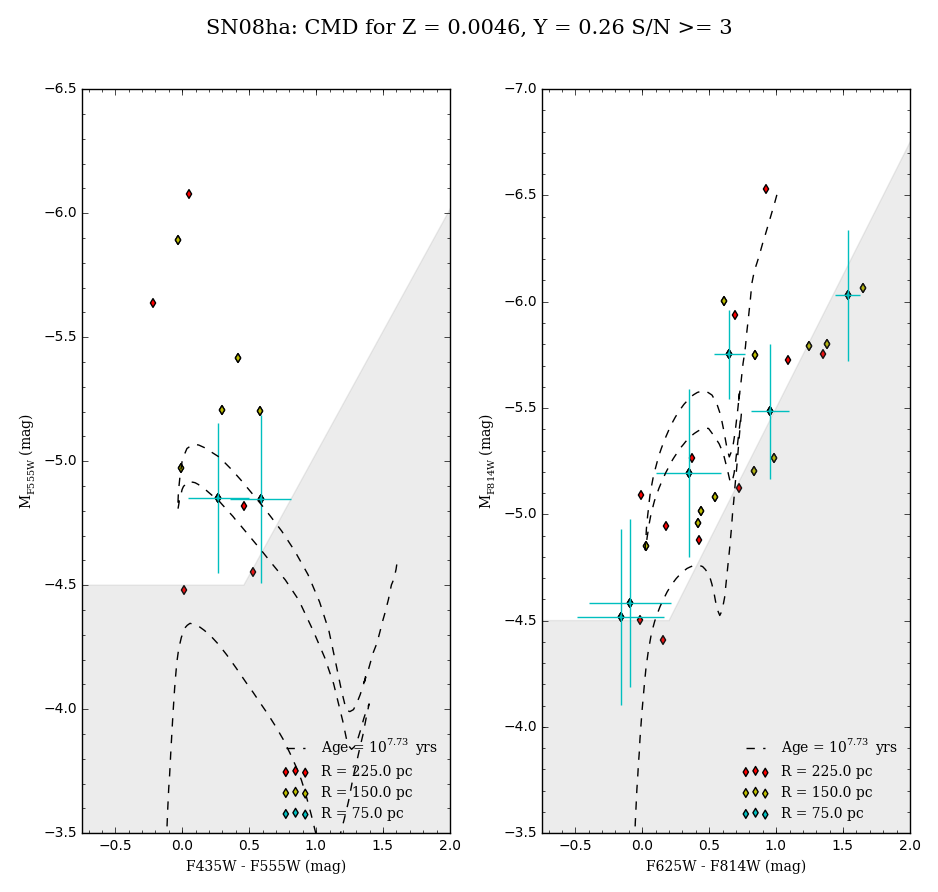 SN08ha: CMD for Z = 0.0046, Y = 0.26 S/N >= 3
−6.5
−6.0
−5.5
−5.0
−4.5
−4.0
−3.5
M_F555W (mag)
−0.5 0.0 0.5 1.0 1.5 2.0
F435W - F555W (mag)
Age = 10^7.73 yrs
R = 225.0 pc
R = 150.0 pc
R = 75.0 pc
−7.0
−6.5
−6.0
−5.5
−5.0
−4.5
−4.0
−3.5
M_F814W (mag)
−0.5 0.0 0.5 1.0 1.5 2.0
F625W - F814W (mag)
Age = 10^7.73 yrs
R = 225.0 pc
R = 150.0 pc
R = 75.0 pc